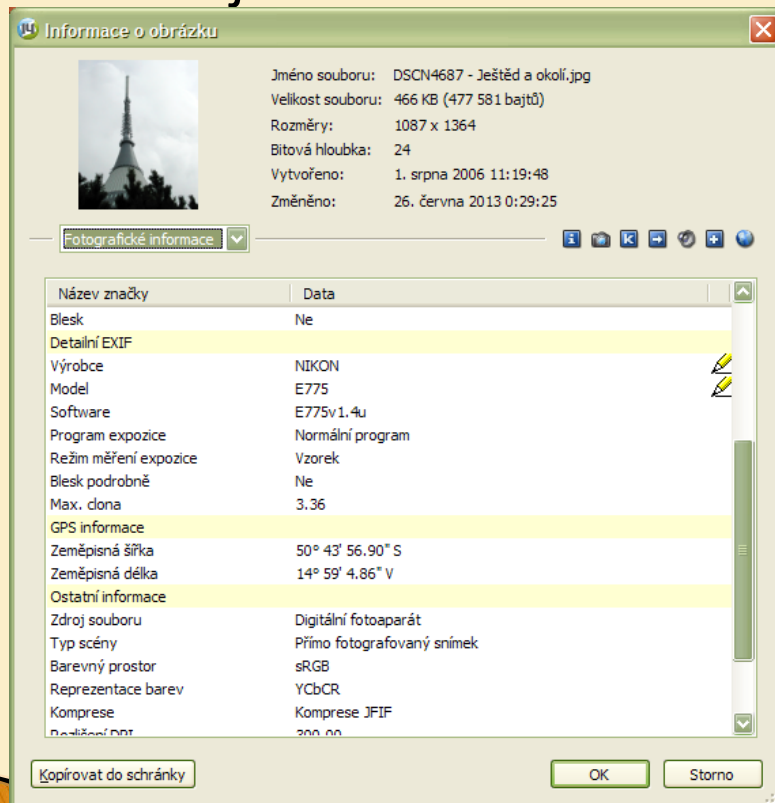 Informace o obrázku
Jméno souboru: DSCN4687 - Ještěd a okolí.jpg
Velikost souboru: 466 KB (477 581 bajtů)
Rozměry: 1087 x 1364
Bitová hloubka: 24
Vytvořeno: 1. srpna 2006 11:19:48
Změněno: 26. června 2013 0:29:25
Fotografické informace
Název značky Data
Blesk Ne
Detailní EXIF
Výrobce NIKON
Model E775
Software E775v1.4u
Program expozice Normální program
Režim měření expozice Vzorek
Blesk podrobně Ne
Max. clona 3.36
GPS informace
Zeměpisná šířka 50° 43' 56.90" S
Zeměpisná délka 14° 59' 4.86" V
Ostatní informace
Zdroj souboru Digitální fotoaparát
Typ scény Přímo fotografovaný snímek
Barevný prostor sRGB
Reprezentace barev YCbCR
Komprese Komprese JFIF
Rozlišení DPI 300.00
Kopírovat do schránky OK Storno